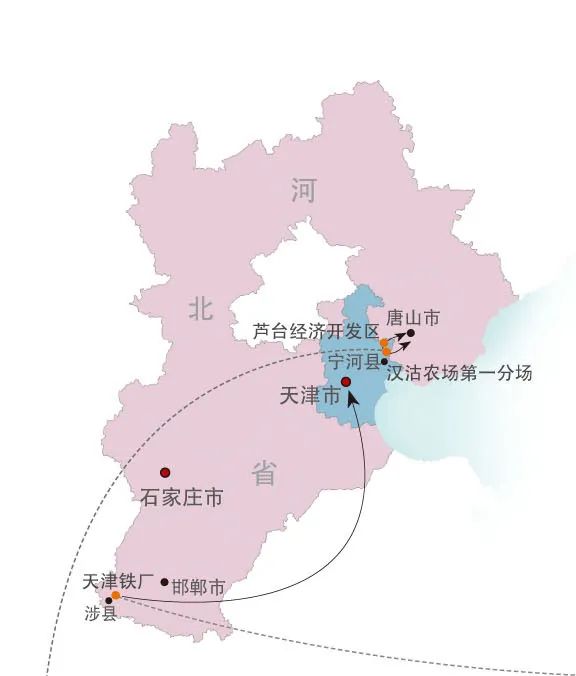 河
北
唐山市
芦台经济开发区
宁河县
汉沽农场第一分场
天津市
省
石家庄市
天津铁厂
邯郸市
涉县